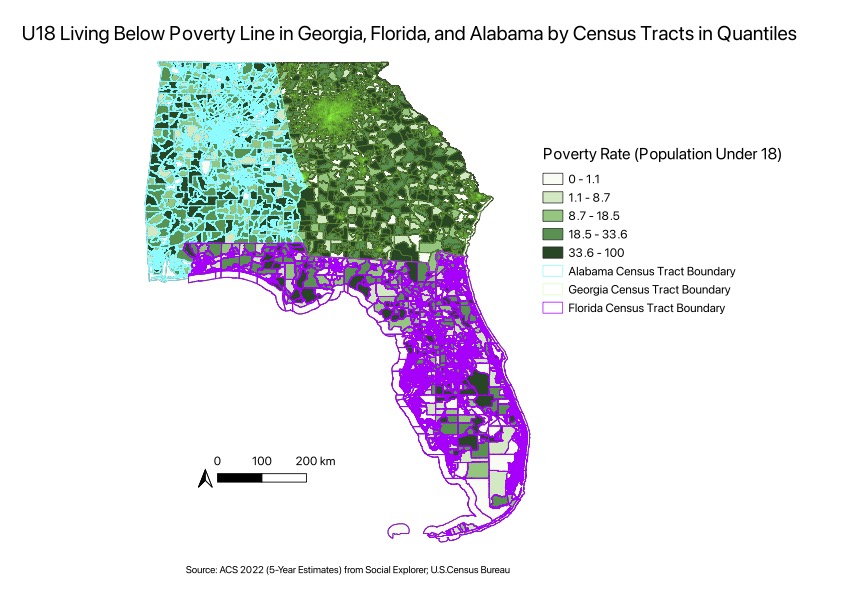 U18 Living Below Poverty Line in Georgia, Florida, and Alabama by Census Tracts in Quantiles
Poverty Rate (Population Under 18)
0 - 1.1
1.1 - 8.7
8.7 - 18.5
18.5 - 33.6
33.6 - 100
Alabama Census Tract Boundary
Georgia Census Tract Boundary
Florida Census Tract Boundary
0 100 200 km
Source: ACS 2022 (5-Year Estimates) from Social Explorer; U.S.Census Bureau